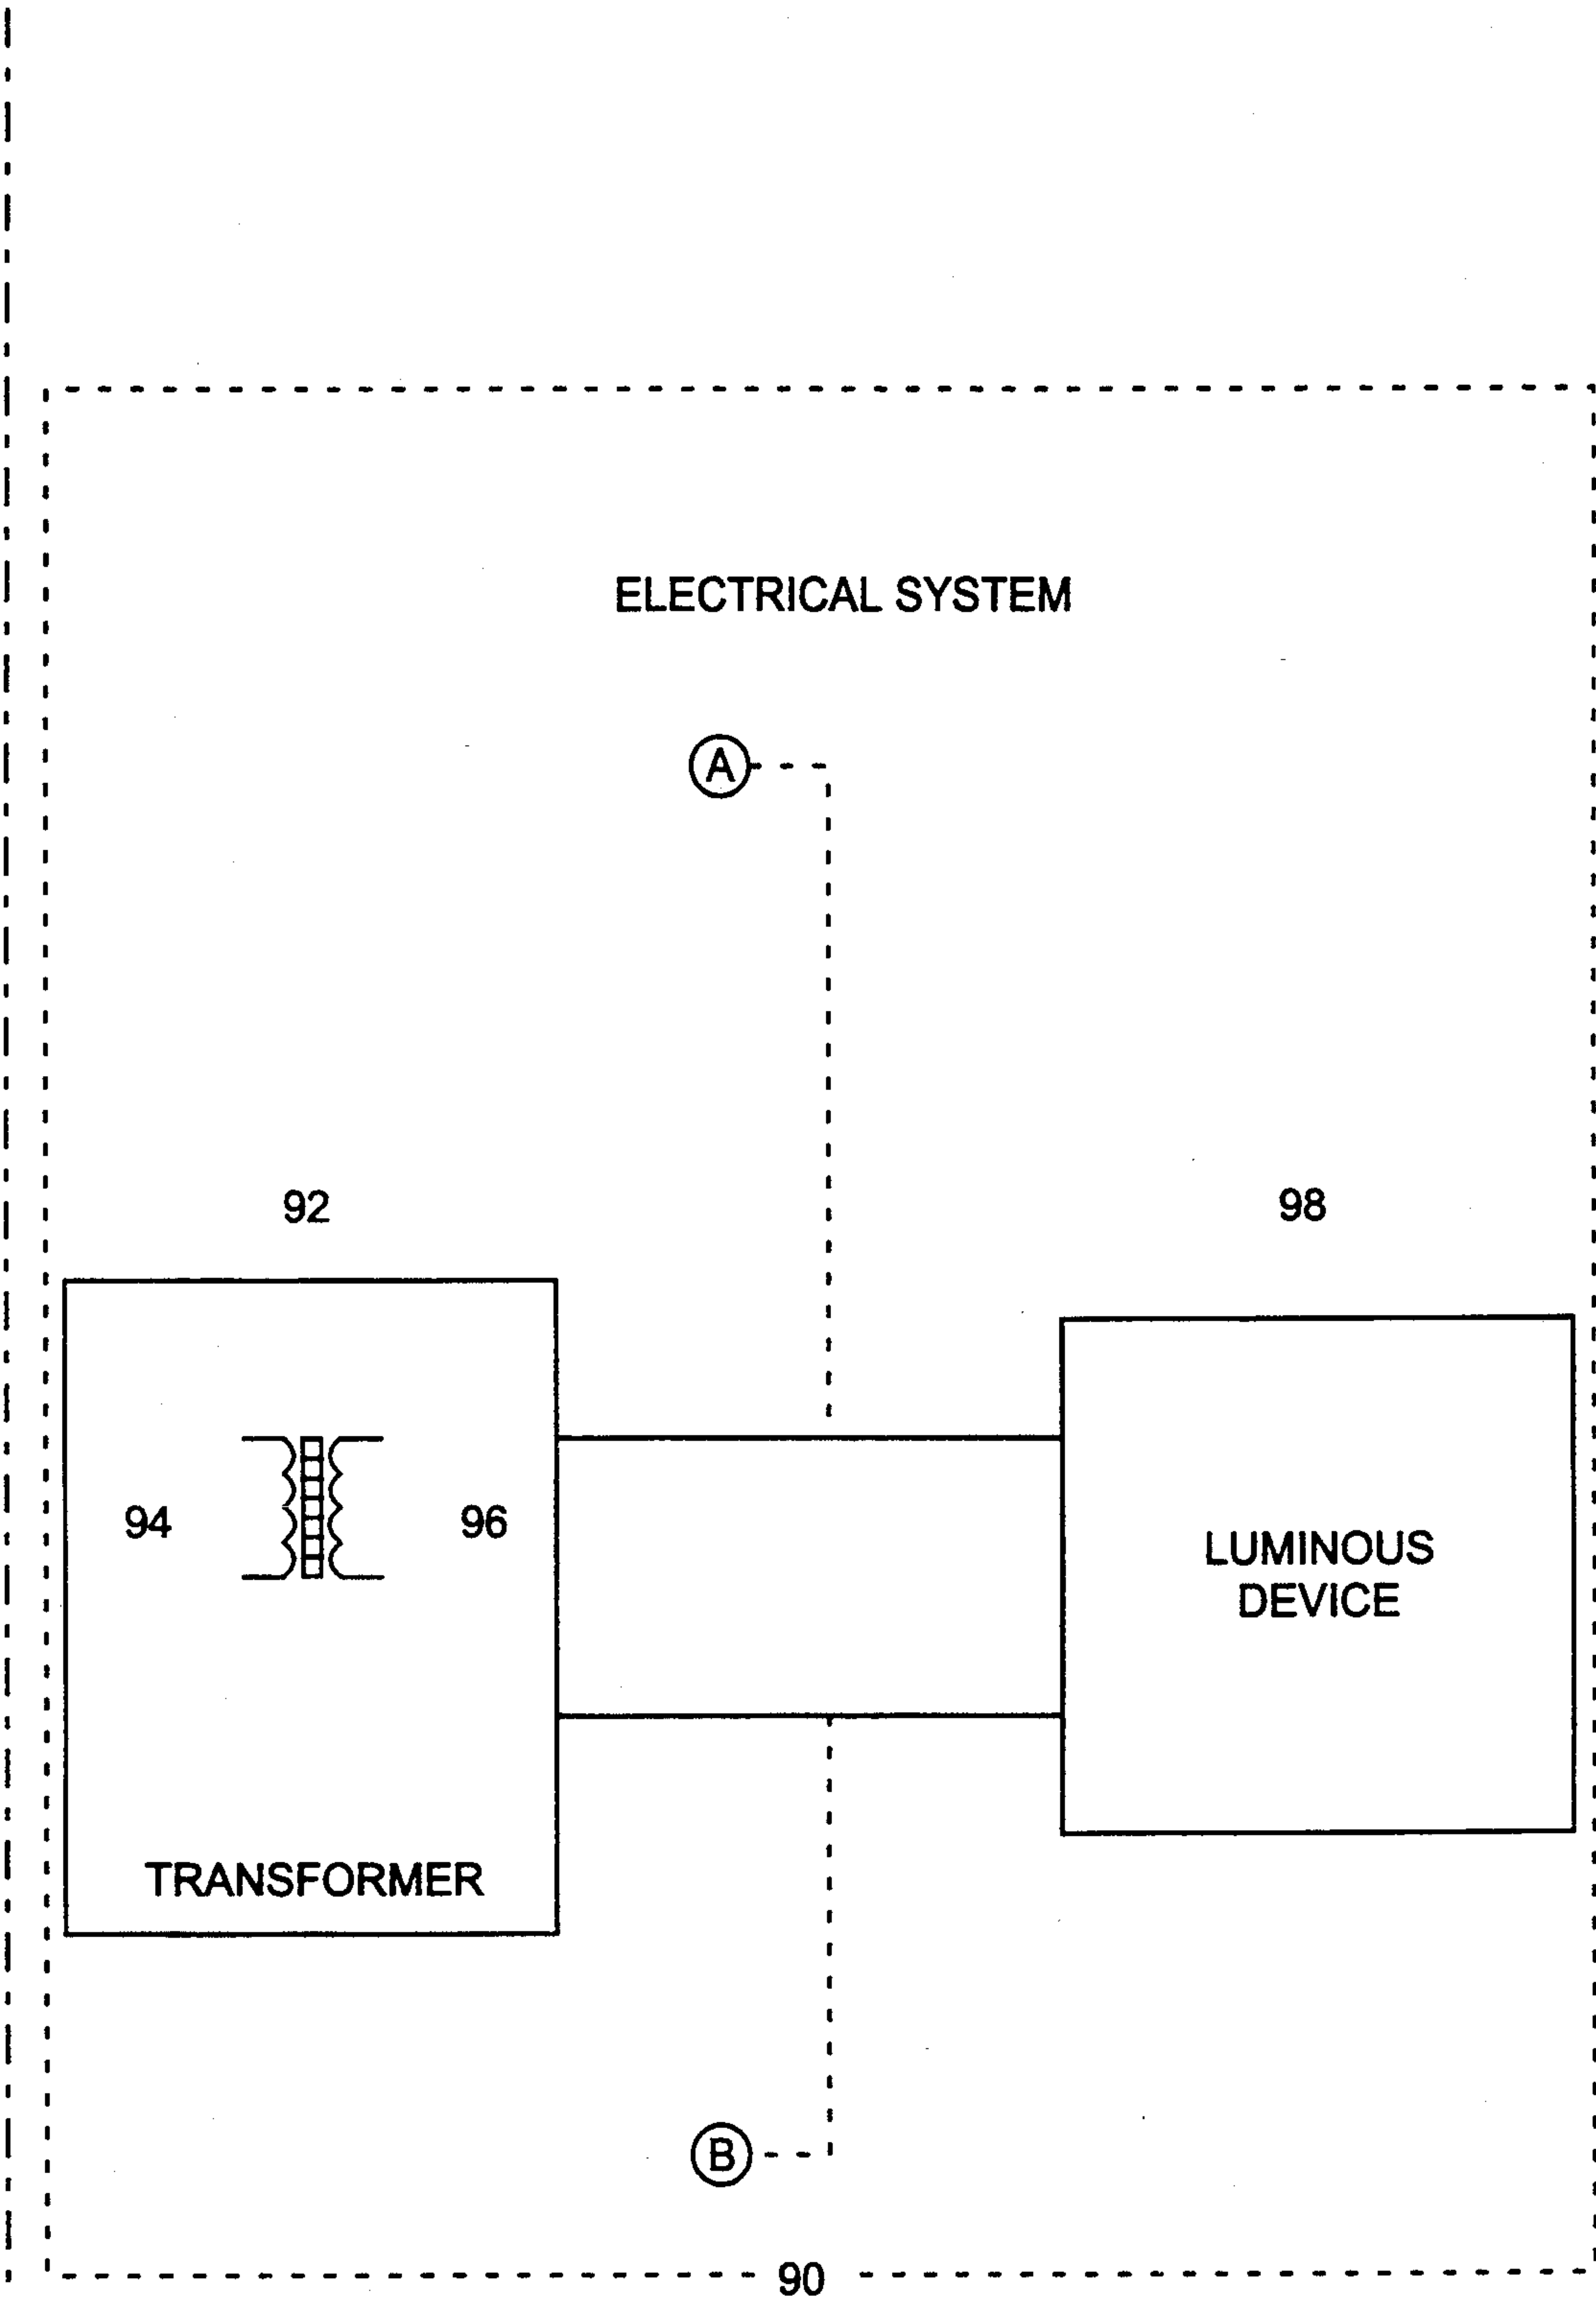 ELECTRICAL SYSTEM
A
92
98
94
96
LUMINOUS
DEVICE
TRANSFORMER
B
90